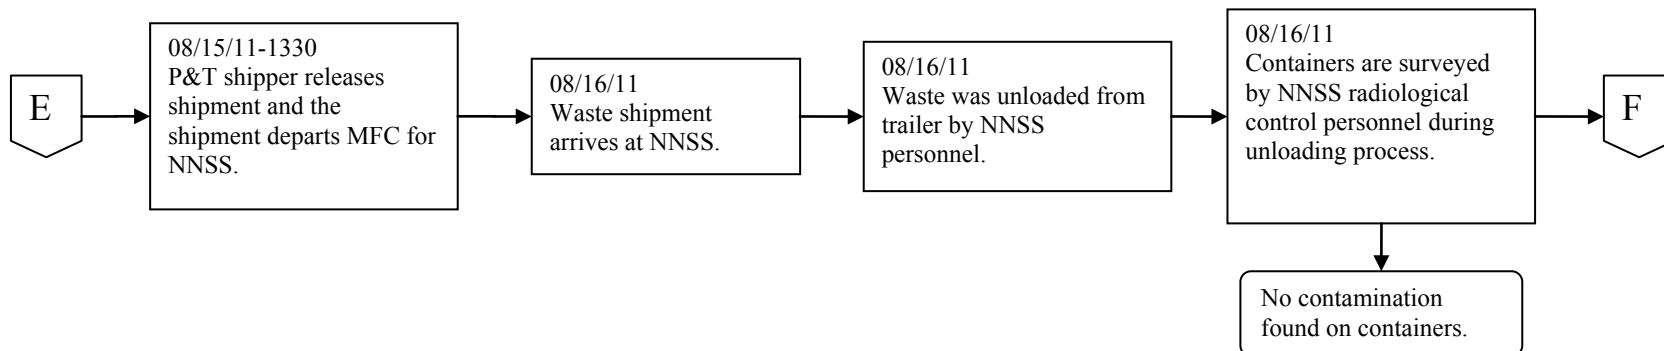 E
08/15/11-1330
P&T shipper releases
shipment and the
shipment departs MFC for
NNSS.
08/16/11
Waste shipment
arrives at NNSS.
08/16/11
Waste was unloaded from
trailer by NNSS
personnel.
08/16/11
Containers are surveyed
by NNSS radiological
control personnel during
unloading process.
F
No contamination
found on containers.